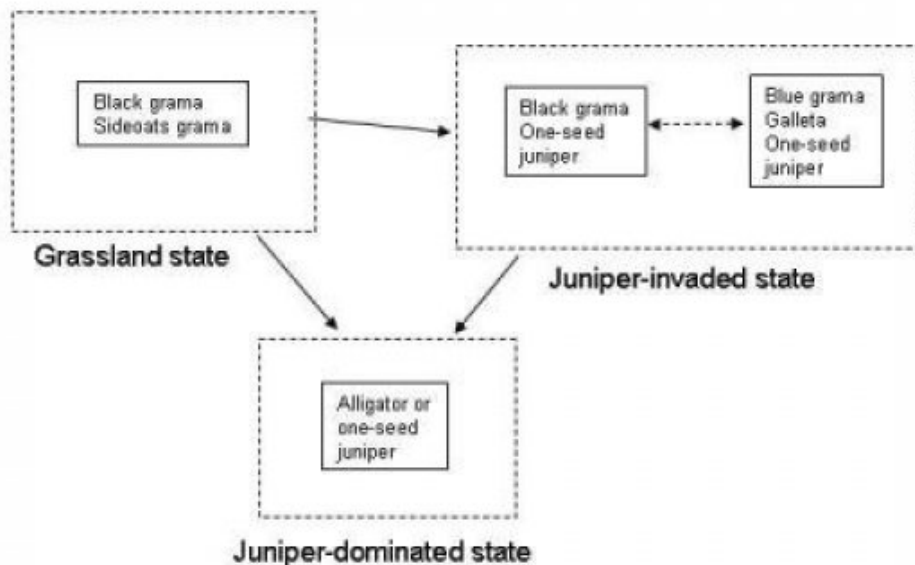 Black grama
Sideoats grama
Grassland state
Black grama
One-seed
juniper
Blue grama
Galleta
One-seed
juniper
Juniper-invaded state
Alligator or
one-seed
juniper
Juniper-dominated state